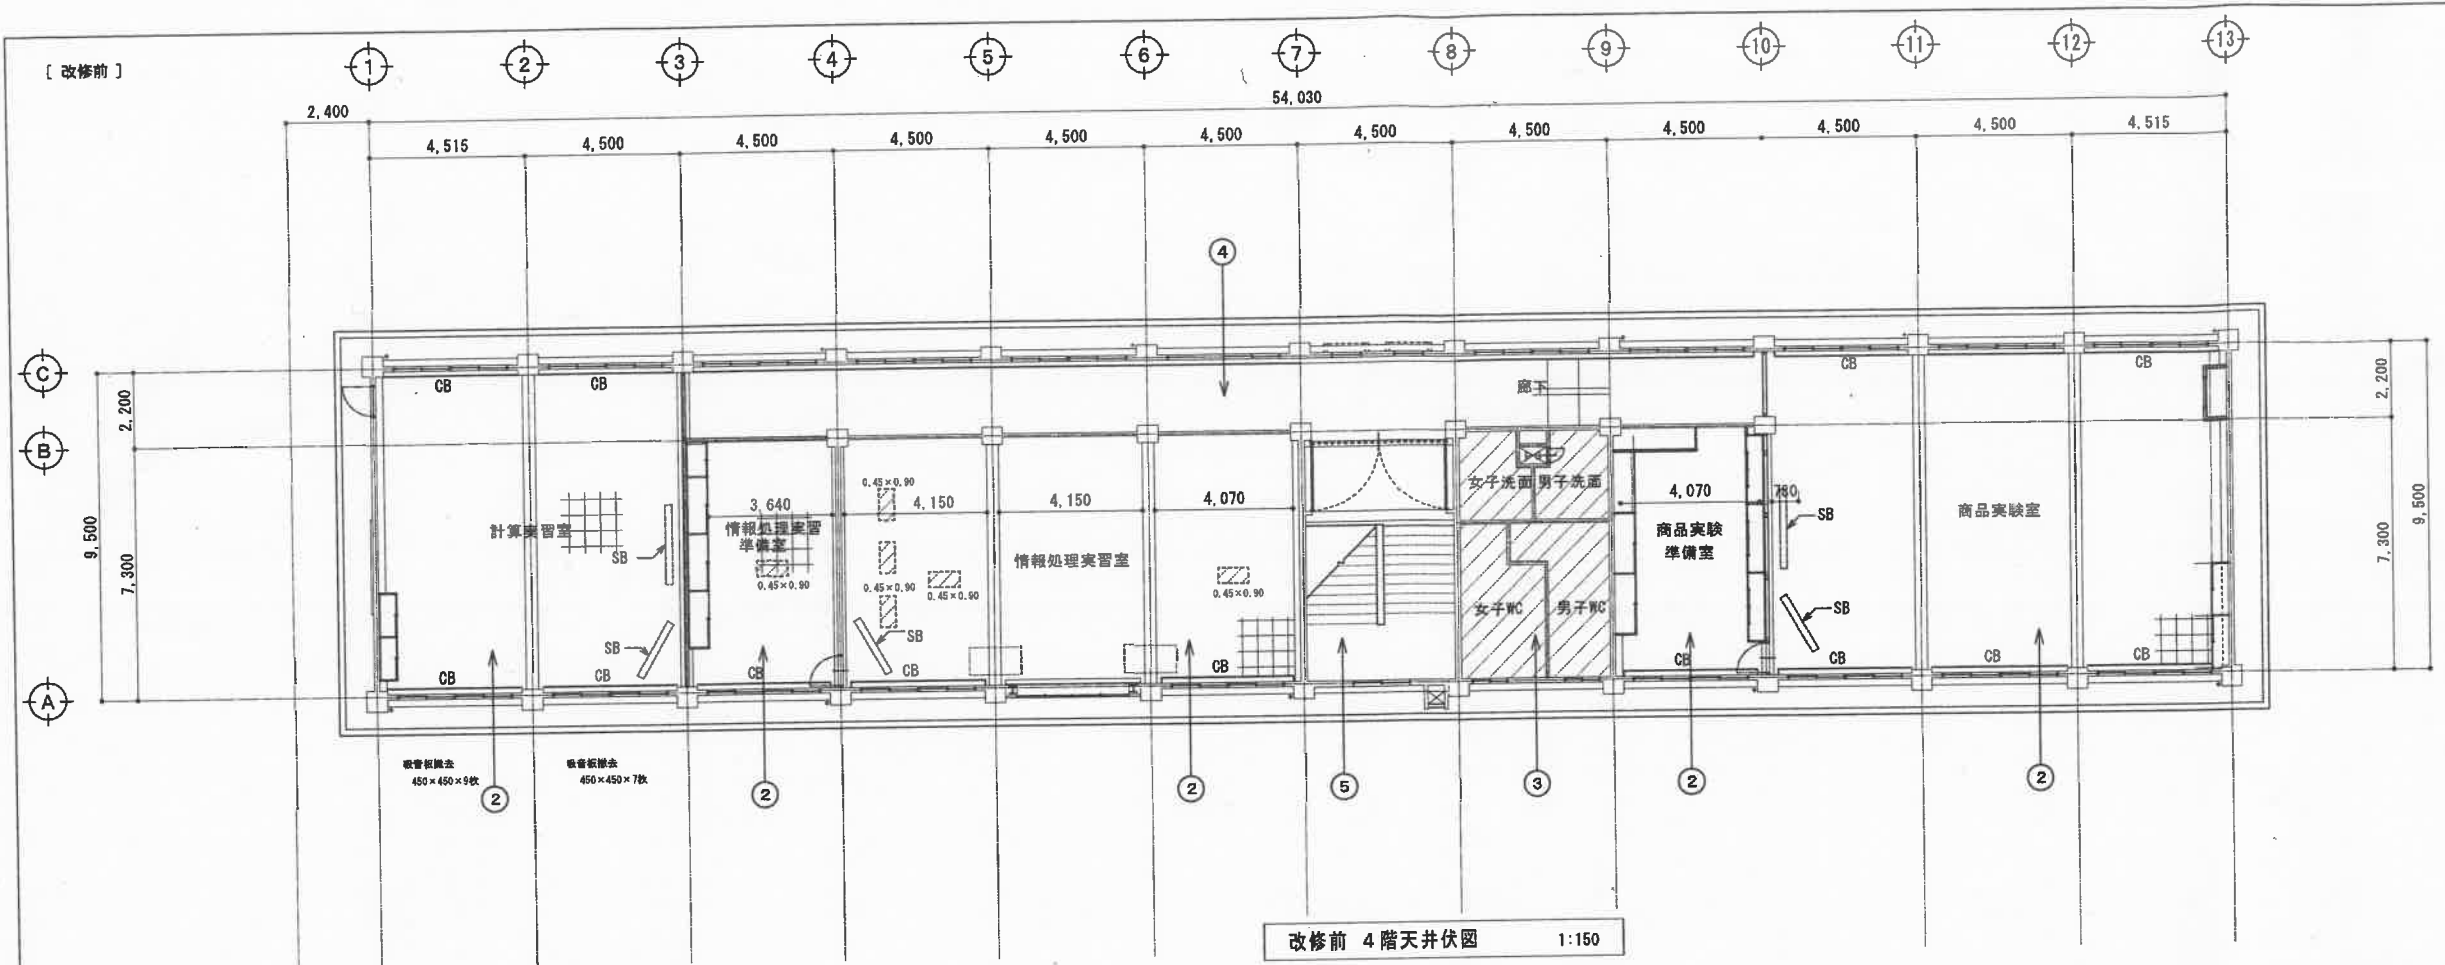 [ 改修前 ]
1 2 3 4 5 6 7 8 9 10 11 12 13
54,030
2,400
4,515 4,500 4,500 4,500 4,500 4,500 4,500 4,500 4,500 4,500 4,500 4,515
4
C
CB CB CB CB
廊下
2,200 2,200
B
9,500 7,300 7,300 9,500
女子洗面 男子洗面
0.45×0.90
3,640 4,150 4,150 4,070 4,070 780
計算実習室
SB
情報処理実習
準備室
0.45×0.90
0.45×0.90
0.45×0.90
情報処理実習室
0.45×0.90
商品実験
準備室
SB
商品実験室
女子WC 男子WC
SB SB SB
CB CB CB CB CB CB CB CB CB
A
吸音板撤去
450×450×9枚
吸音板撤去
450×450×7枚
2 2 2 5 3 2 2
改修前 4階天井伏図 1:150